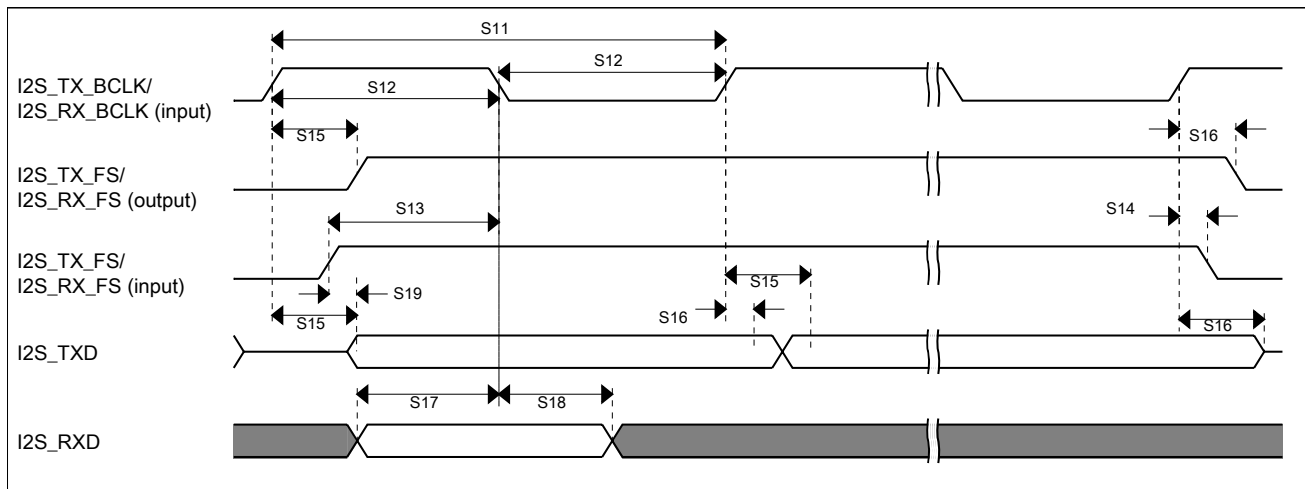 S11
S12
I2S_TX_BCLK/
I2S_RX_BCLK (input)
S12
S15
S16
I2S_TX_FS/
I2S_RX_FS (output)
S13
S14
I2S_TX_FS/
I2S_RX_FS (input)
S15
S19
S15
S16
S16
I2S_TXD
S17
S18
I2S_RXD